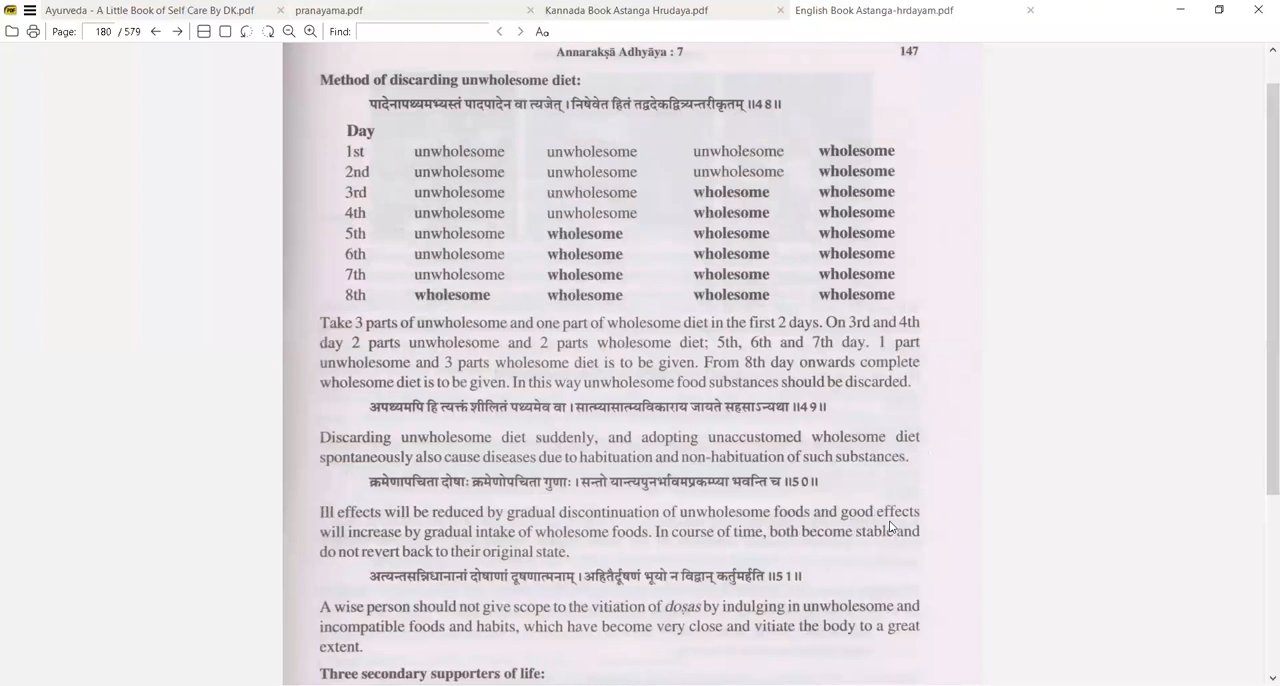 Ayurveda - A Little Book of Self Care By DK.pdf × pranayama.pdf × Kannada Book Astanga Hrudaya.pdf × English Book Astanga-hrdayam.pdf ×
Page: 180 / 579 Find: Aa
Annarakṣā Adhyāya : 7 147
Method of discarding unwholesome diet:
पादेनापथ्यमभ्यस्तं पादपादेन वा त्यजेत् । निषेवेत हितं तद्वदेकद्वित्र्यन्तरीकृतम् ॥48॥
Day
1st unwholesome unwholesome unwholesome wholesome
2nd unwholesome unwholesome unwholesome wholesome
3rd unwholesome unwholesome wholesome wholesome
4th unwholesome unwholesome wholesome wholesome
5th unwholesome wholesome wholesome wholesome
6th unwholesome wholesome wholesome wholesome
7th unwholesome wholesome wholesome wholesome
8th wholesome wholesome wholesome wholesome
Take 3 parts of unwholesome and one part of wholesome diet in the first 2 days. On 3rd and 4th
day 2 parts unwholesome and 2 parts wholesome diet; 5th, 6th and 7th day. 1 part
unwholesome and 3 parts wholesome diet is to be given. From 8th day onwards complete
wholesome diet is to be given. In this way unwholesome food substances should be discarded.
अपथ्यमपि हि त्यक्तं शीलितं पथ्यमेव वा । सात्म्यासात्म्यविकाराय जायते सहसाऽन्यथा ॥49॥
Discarding unwholesome diet suddenly, and adopting unaccustomed wholesome diet
spontaneously also cause diseases due to habituation and non-habituation of such substances.
क्रमेणापचिता दोषाः क्रमेणोपचिता गुणाः । सन्तो यान्त्यपुनर्भावमप्रकम्प्या भवन्ति च ॥50॥
Ill effects will be reduced by gradual discontinuation of unwholesome foods and good effects
will increase by gradual intake of wholesome foods. In course of time, both become stable and
do not revert back to their original state.
अत्यन्तसन्निधानानां दोषाणां दूषणात्मनाम् । अहितैर्दूषणं भूयो न विद्वान् कर्तुमर्हति ॥51॥
A wise person should not give scope to the vitiation of doṣas by indulging in unwholesome and
incompatible foods and habits, which have become very close and vitiate the body to a great
extent.
Three secondary supporters of life: